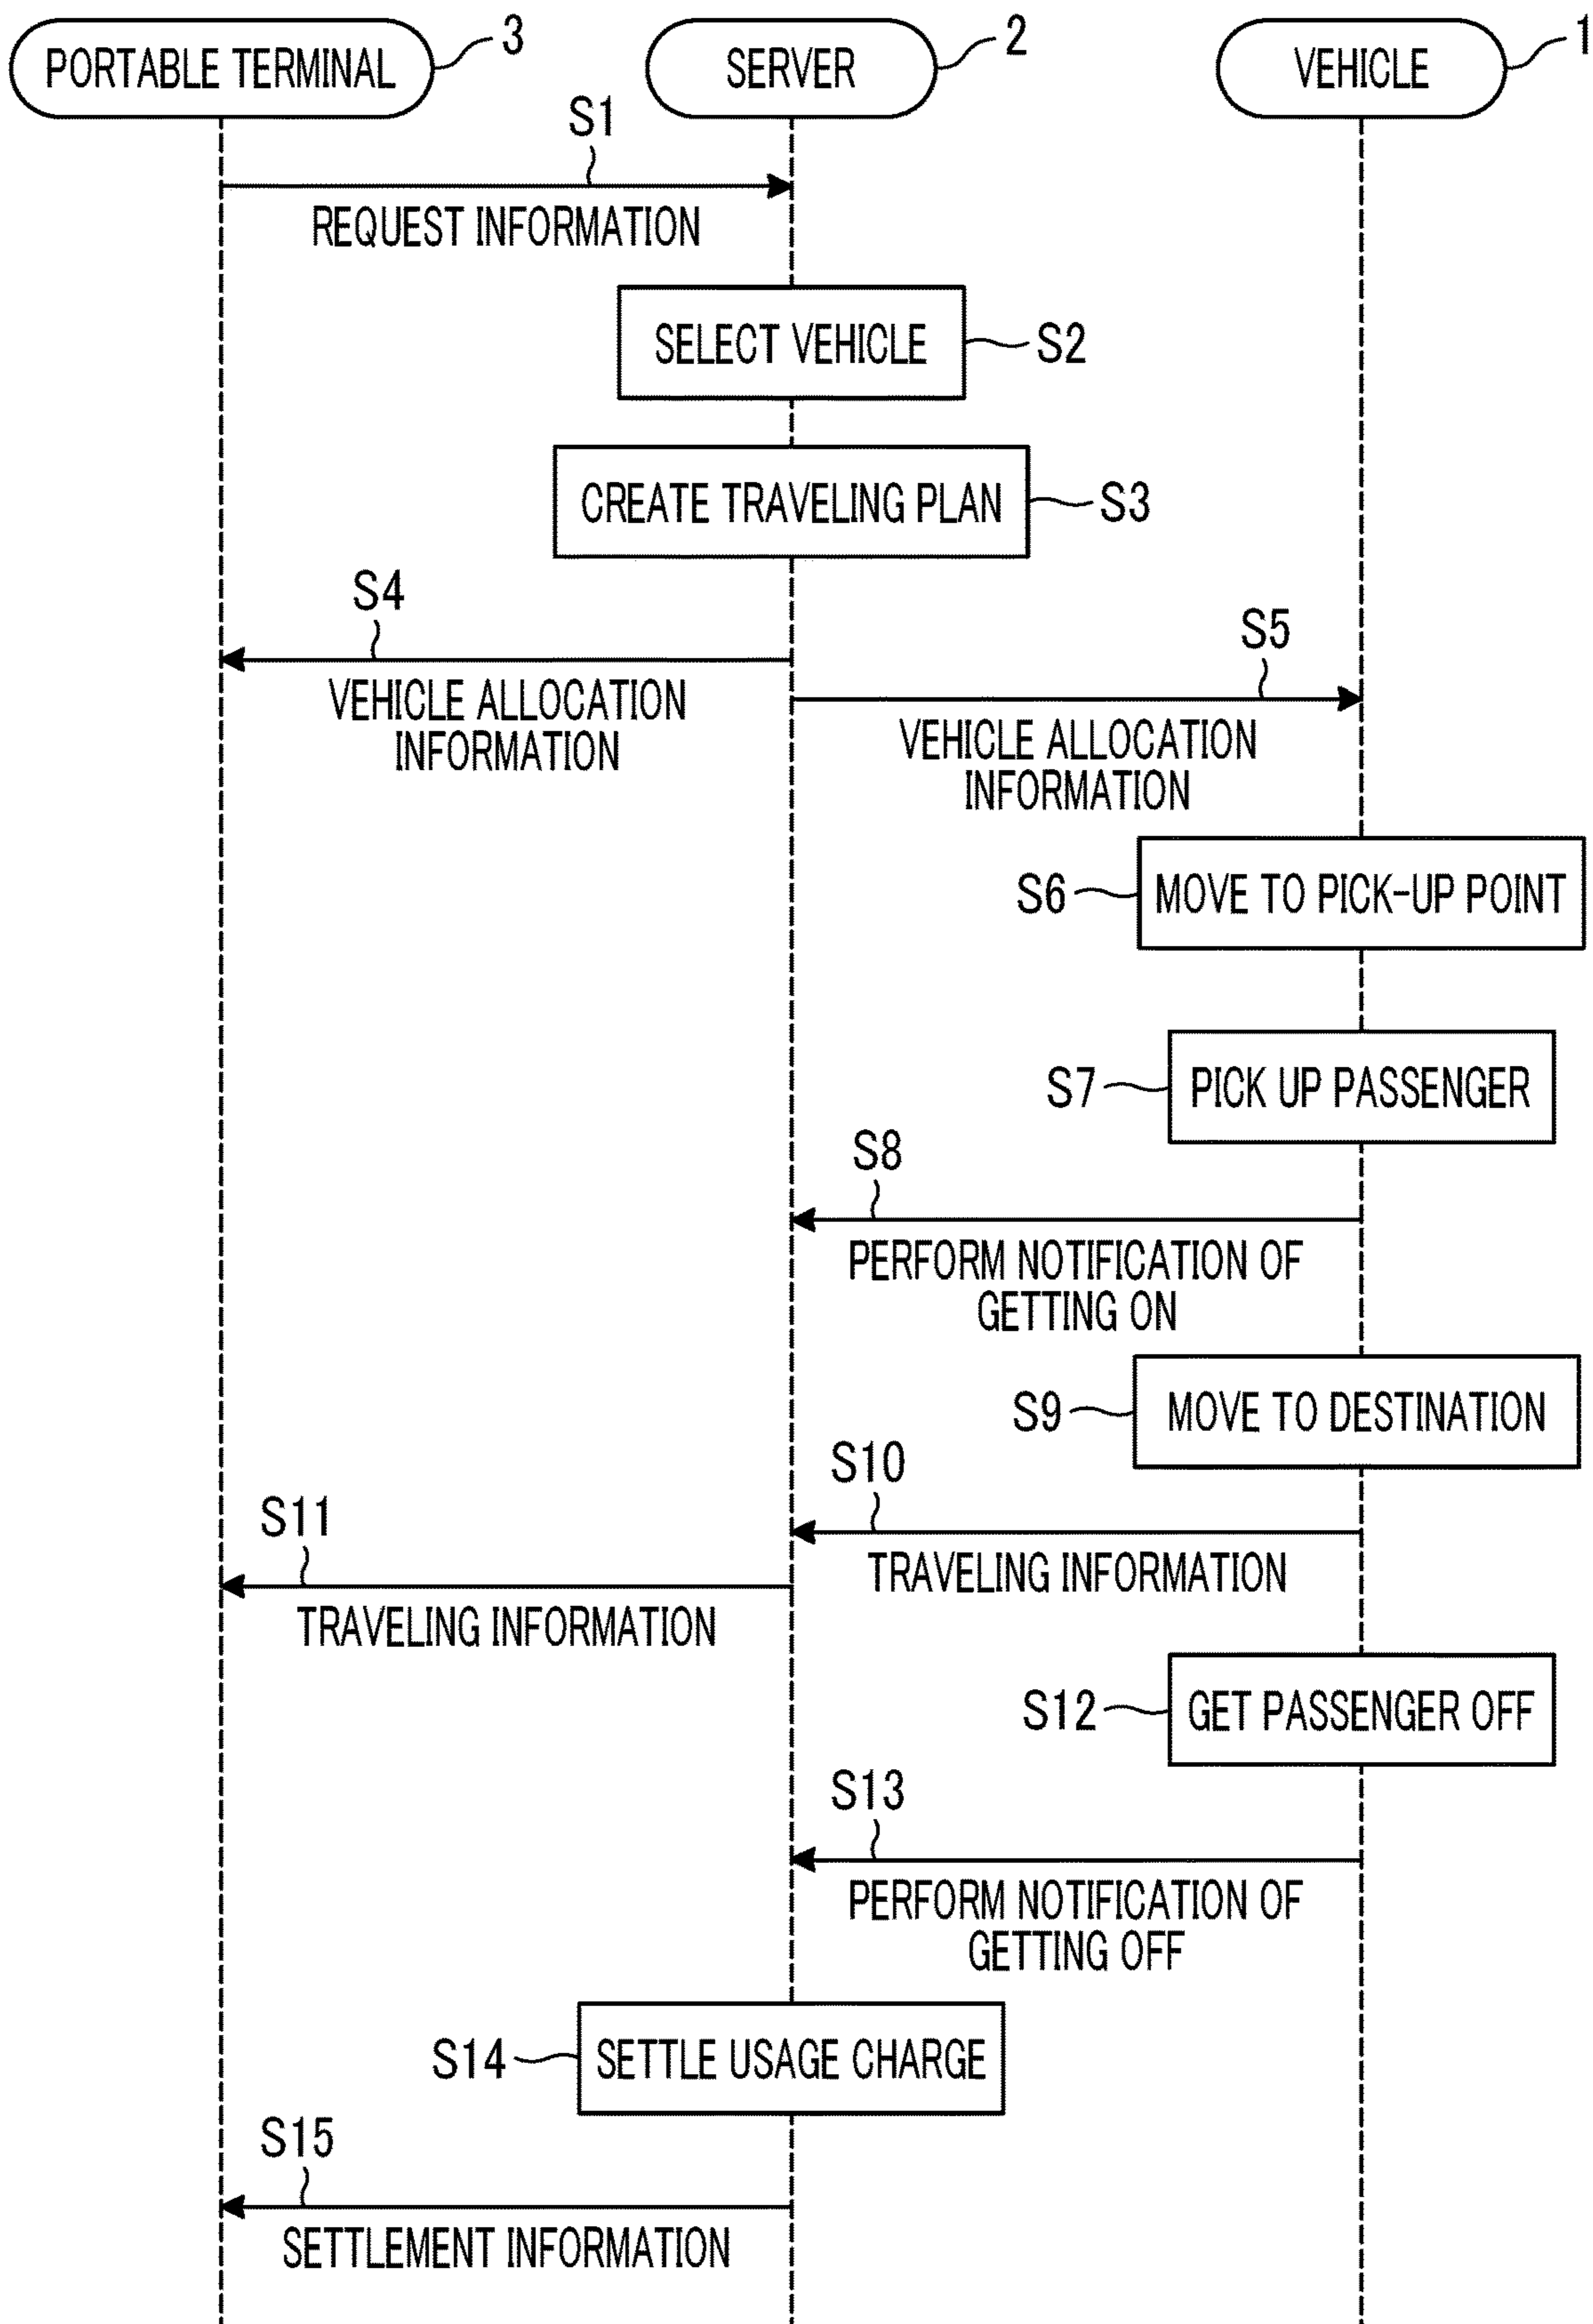 PORTABLE TERMINAL
3
SERVER
2
VEHICLE
1
S1
REQUEST INFORMATION
SELECT VEHICLE
S2
CREATE TRAVELING PLAN
S3
S4
VEHICLE ALLOCATION
INFORMATION
S5
VEHICLE ALLOCATION
INFORMATION
S6
MOVE TO PICK-UP POINT
S7
PICK UP PASSENGER
S8
PERFORM NOTIFICATION OF
GETTING ON
S9
MOVE TO DESTINATION
S10
TRAVELING INFORMATION
S11
TRAVELING INFORMATION
S12
GET PASSENGER OFF
S13
PERFORM NOTIFICATION OF
GETTING OFF
S14
SETTLE USAGE CHARGE
S15
SETTLEMENT INFORMATION